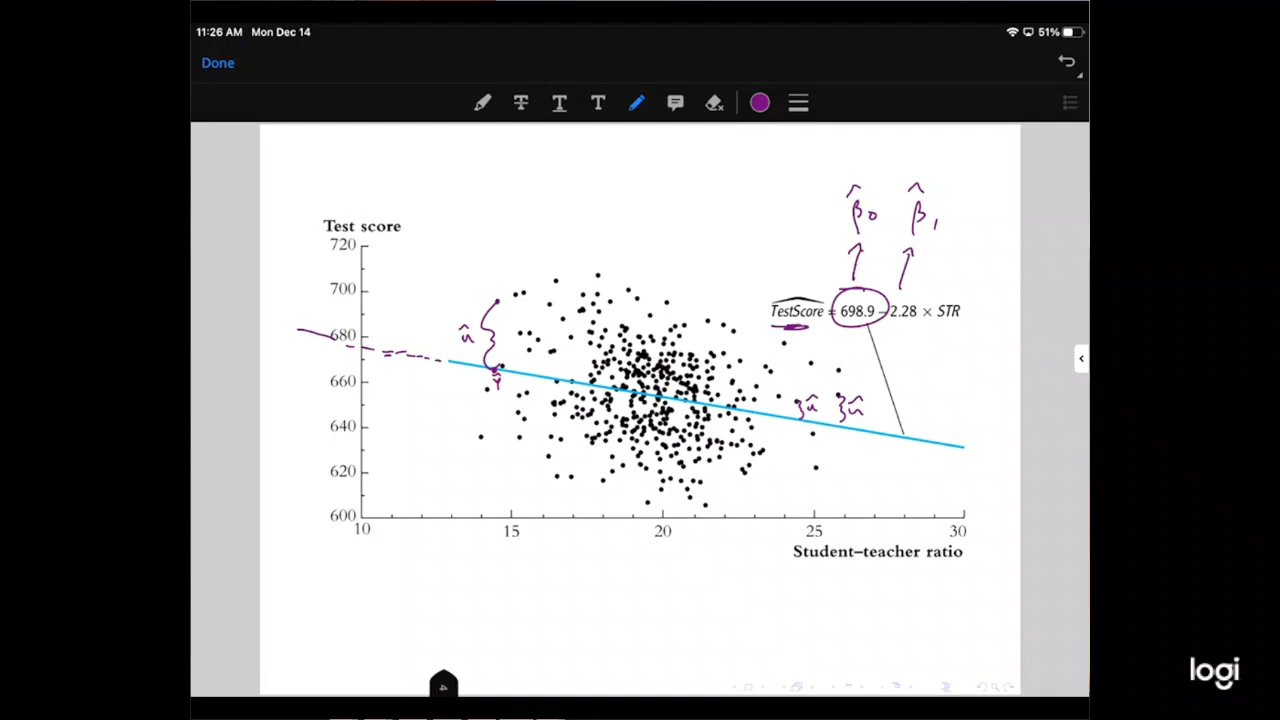 11:26 AM Mon Dec 14
51%
Done
T T T
β̂0 β̂1
Test score
720
700
TestScore = 698.9 – 2.28 × STR
680
û
Ŷ
660
û û
640
620
600
10 15 20 25 30
Student–teacher ratio
4
logi